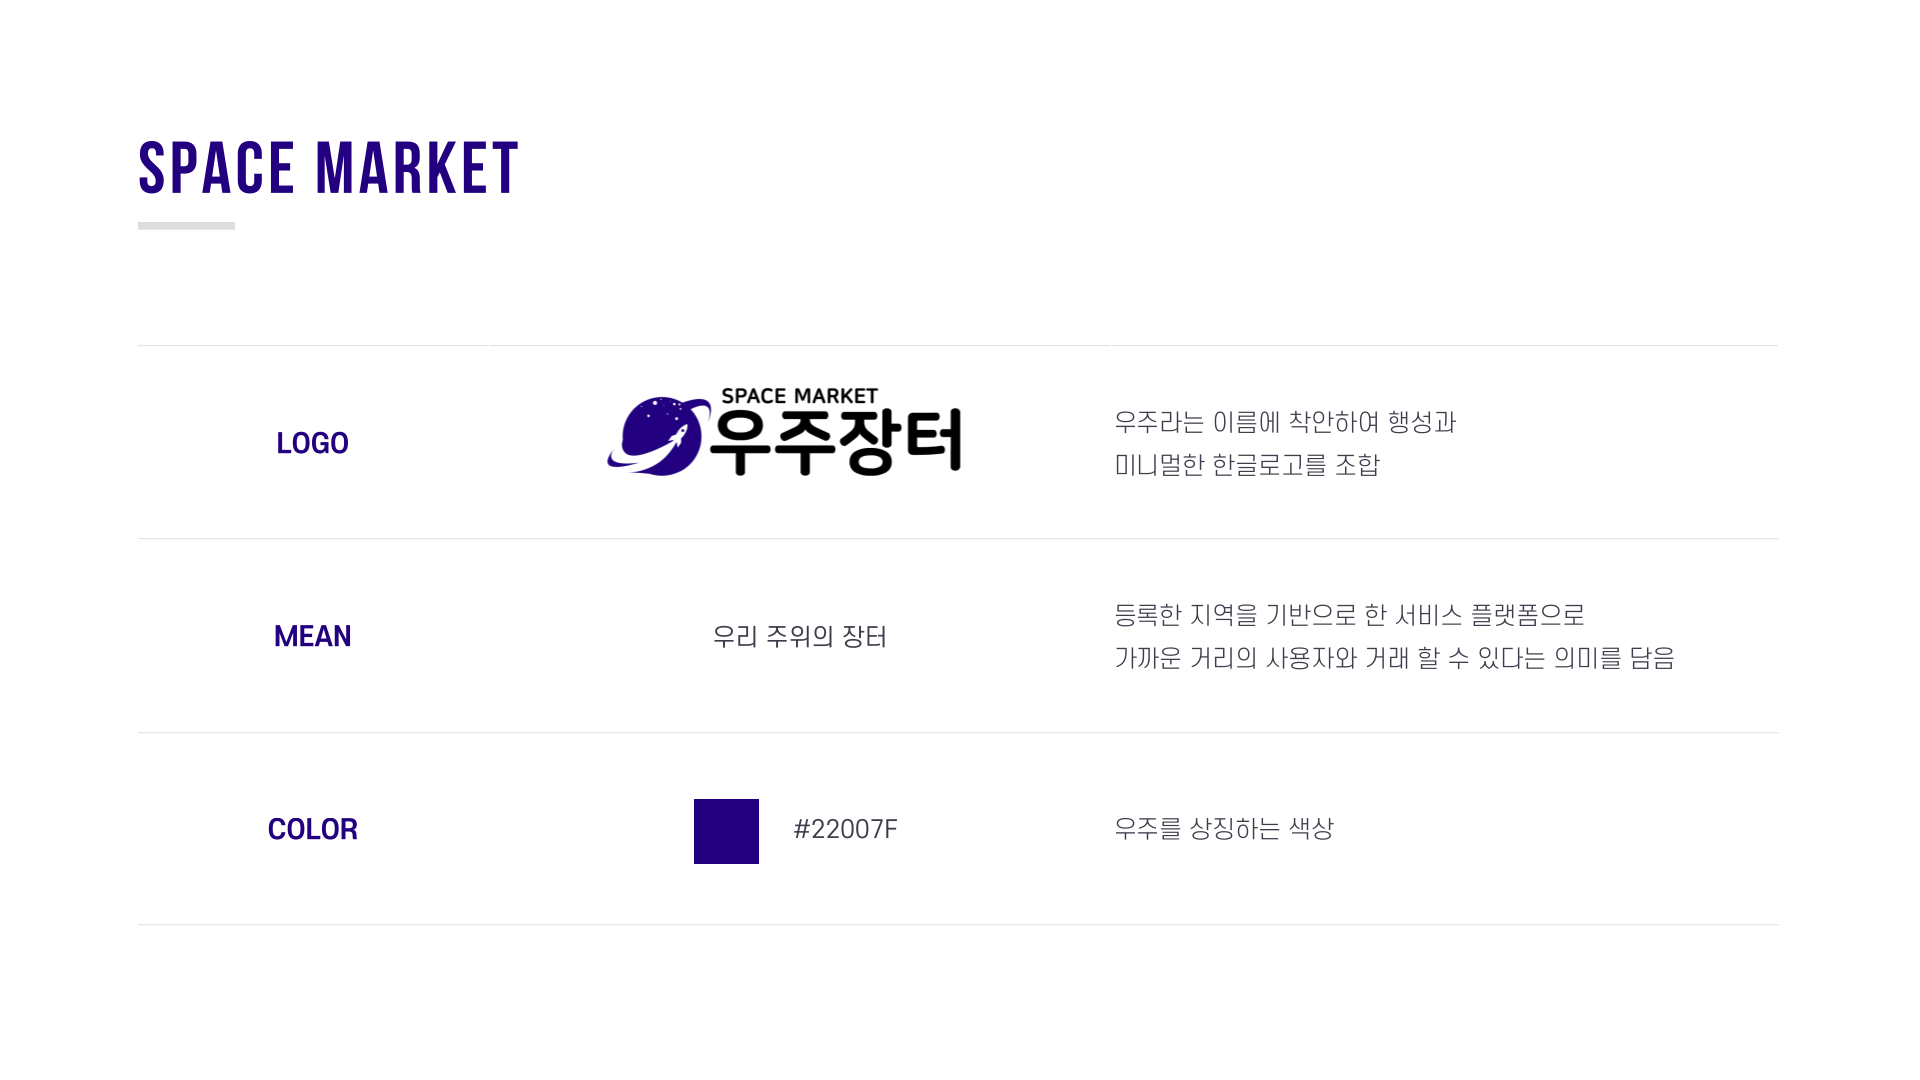 SPACE MARKET
LOGO
SPACE MARKET
우주장터
우주라는 이름에 착안하여 행성과
미니멀한 한글로고를 조합
MEAN
우리 주위의 장터
등록한 지역을 기반으로 한 서비스 플랫폼으로
가까운 거리의 사용자와 거래 할 수 있다는 의미를 담음
COLOR
#22007F
우주를 상징하는 색상